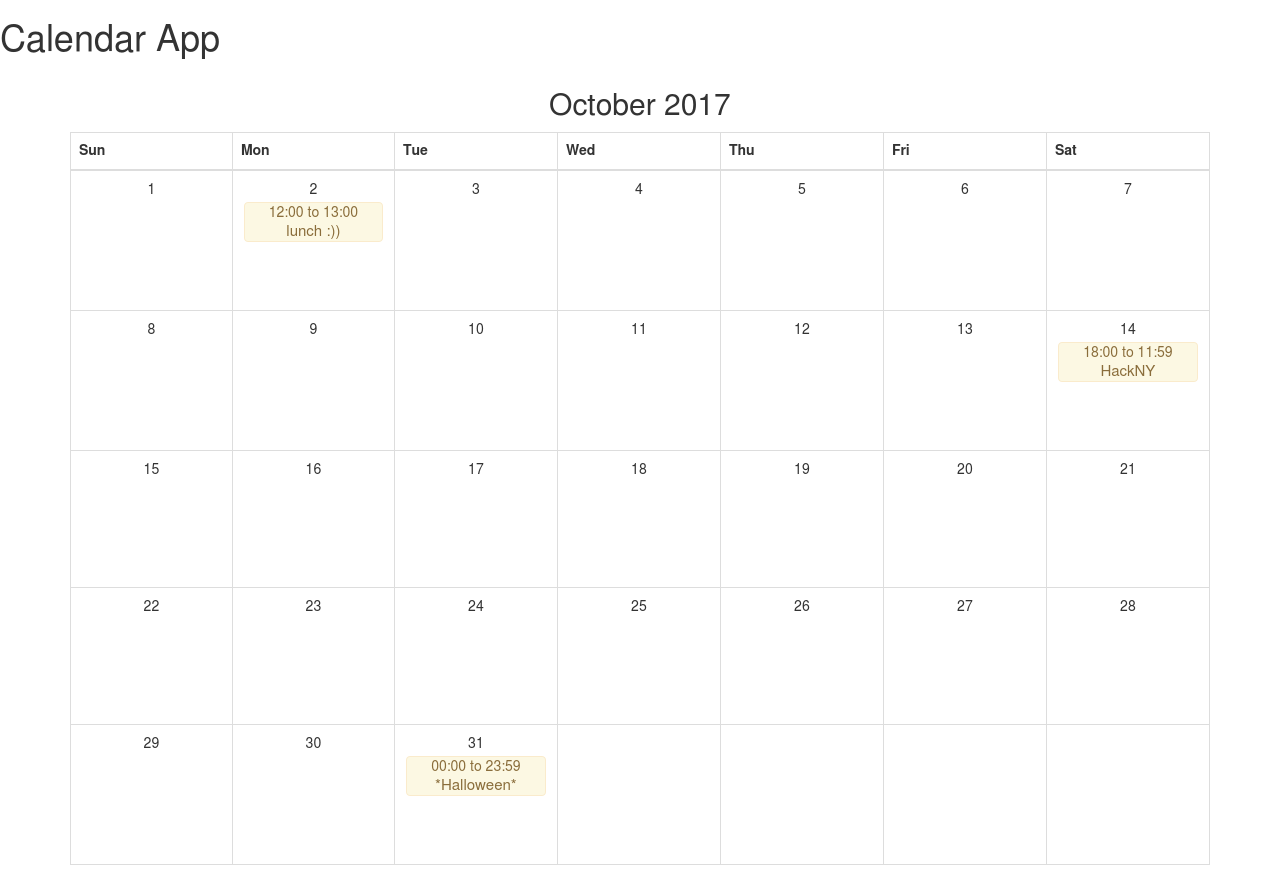 Calendar App
October 2017
Sun Mon Tue Wed Thu Fri Sat
1 2 3 4 5 6 7
12:00 to 13:00
lunch :))
8 9 10 11 12 13 14
18:00 to 11:59
HackNY
15 16 17 18 19 20 21
22 23 24 25 26 27 28
29 30 31
00:00 to 23:59
*Halloween*